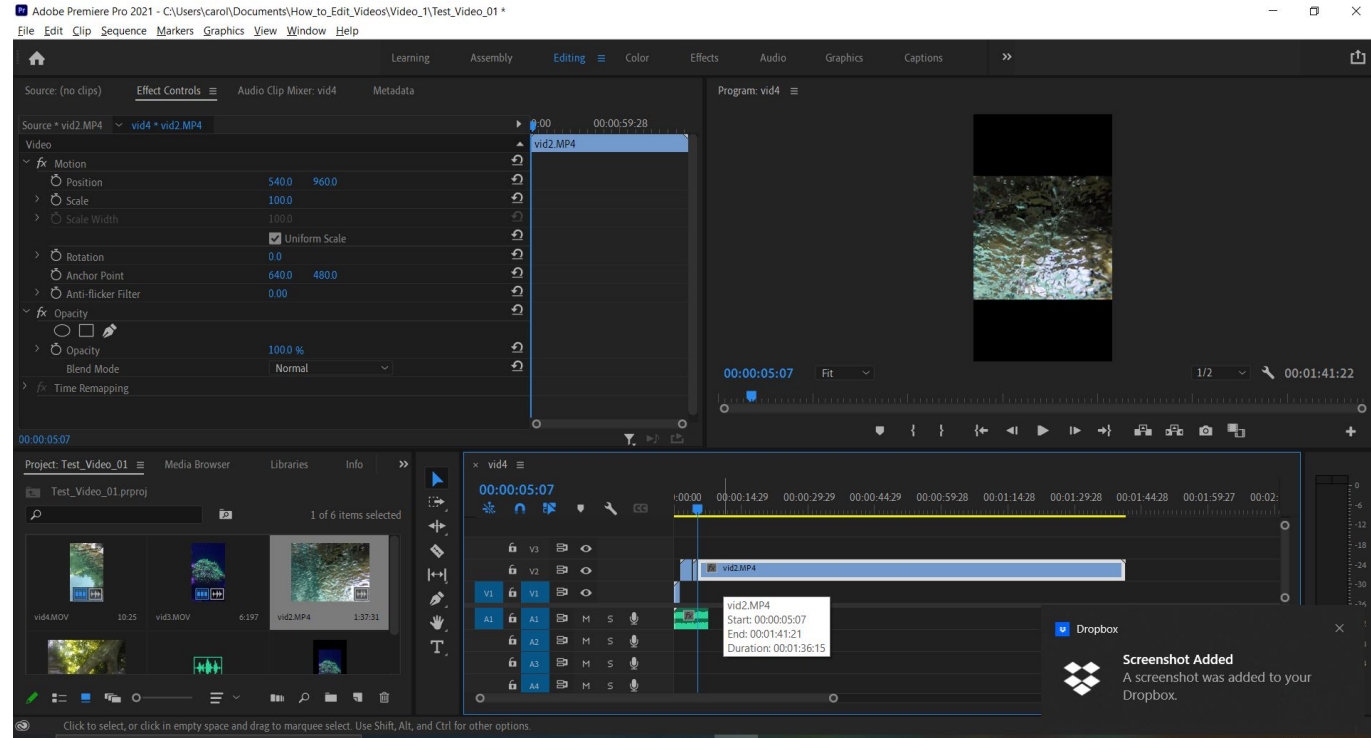 Pr Adobe Premiere Pro 2021 - C:\Users\carol\Documents\How_to_Edit_Videos\Video_1\Test_Video_01 *
File Edit Clip Sequence Markers Graphics View Window Help
Learning Assembly Editing Color Effects Audio Graphics Captions
Source: (no clips) Effect Controls Audio Clip Mixer: vid4 Metadata
Source * vid2.MP4 vid4 * vid2.MP4
:00 00:00:59:28
Video
vid2.MP4
fx Motion
Position 540.0 960.0
Scale 100.0
Scale Width 100.0
Uniform Scale
Rotation 0.0
Anchor Point 640.0 480.0
Anti-flicker Filter 0.00
fx Opacity
Opacity 100.0 %
Blend Mode Normal
fx Time Remapping
00:00:05:07
Program: vid4
00:00:05:07 Fit 1/2 00:01:41:22
Project: Test_Video_01 Media Browser Libraries Info
Test_Video_01.prproj
1 of 6 items selected
vid4.MOV 10:25 vid3.MOV 6:197 vid2.MP4 1:37:31
T
vid4
00:00:05:07
:00:00 00:00:14:29 00:00:29:29 00:00:44:29 00:00:59:28 00:01:14:28 00:01:29:28 00:01:44:28 00:01:59:27 00:02:
V3
V2
vid2.MP4
V1 V1
A1 A1 M S
fx
A2 M S
A3 M S
A4 M S
vid2.MP4
Start: 00:00:05:07
End: 00:01:41:21
Duration: 00:01:36:15
0
-6
-12
-18
-24
-30
Dropbox
Screenshot Added
A screenshot was added to your
Dropbox.
Click to select, or click in empty space and drag to marquee select. Use Shift, Alt, and Ctrl for other options.